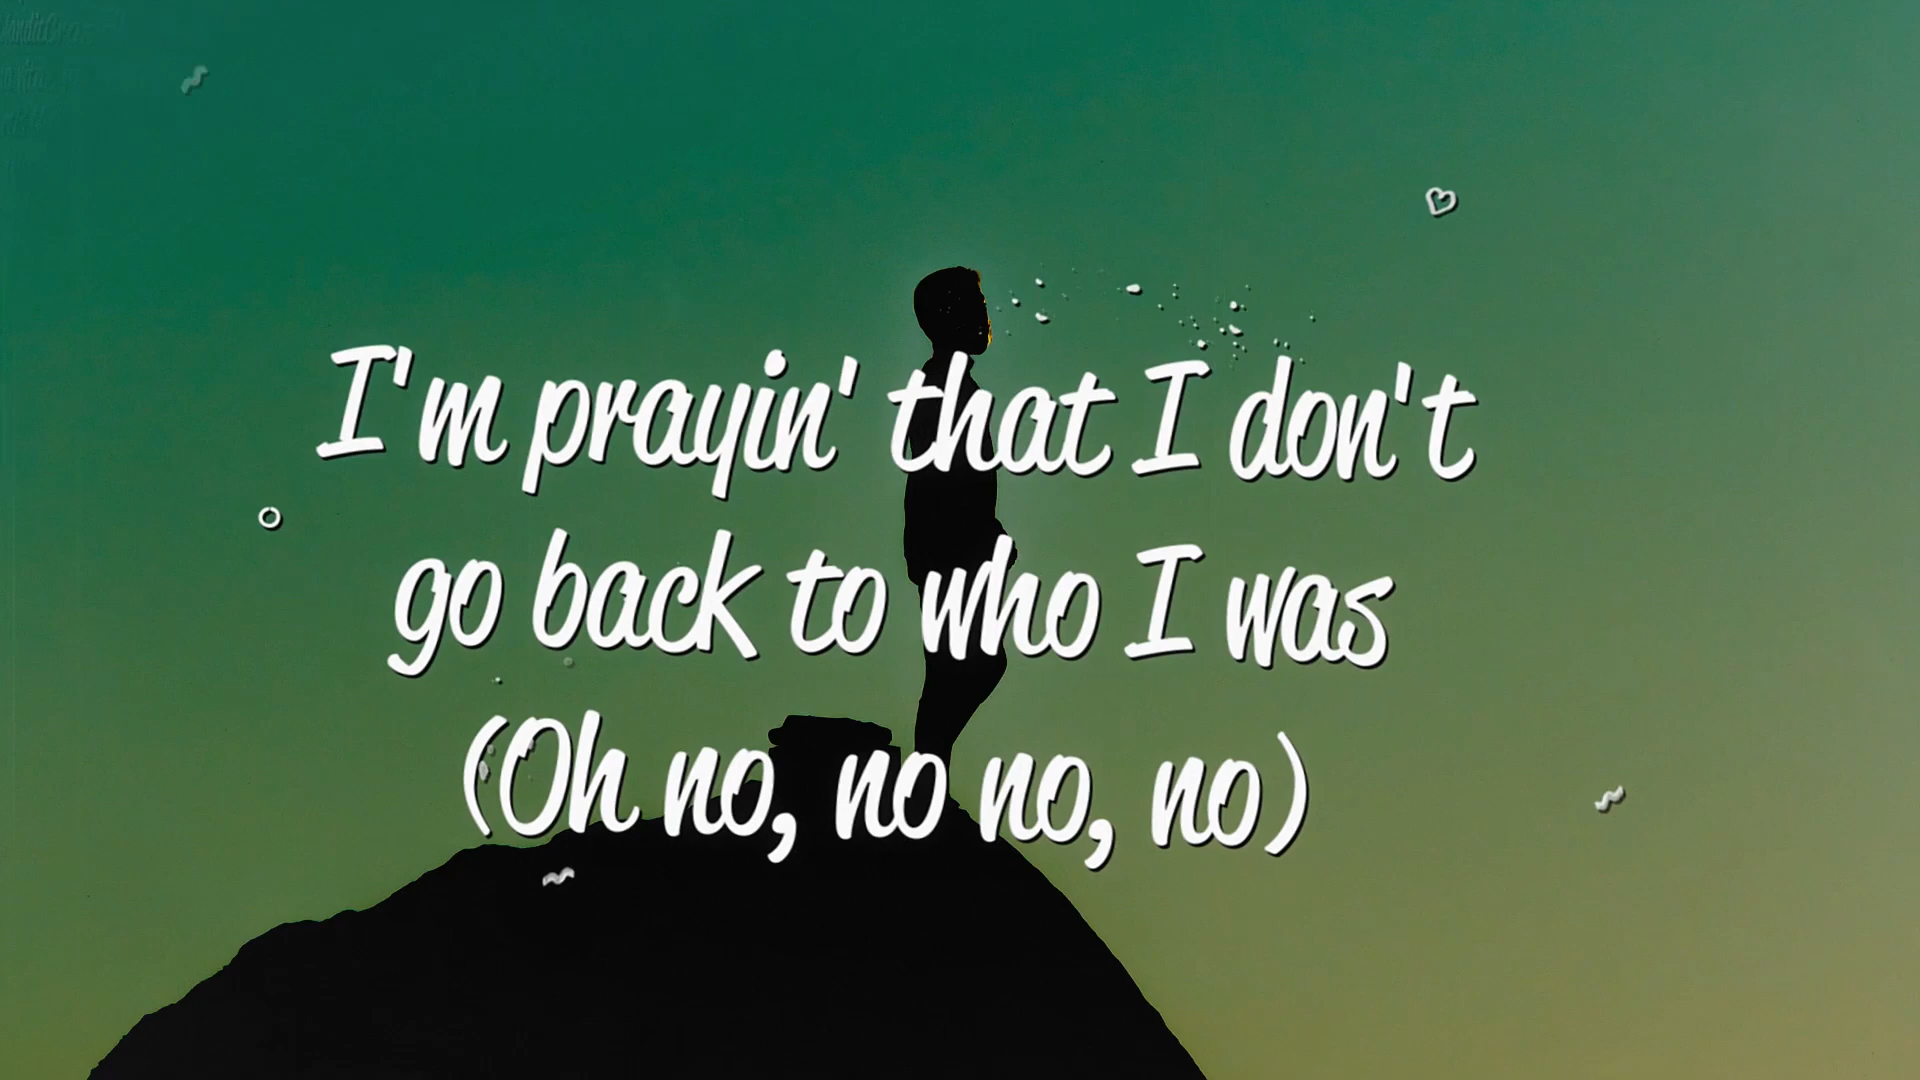 I'm prayin' that I don't
go back to who I was
(Oh no, no no, no)